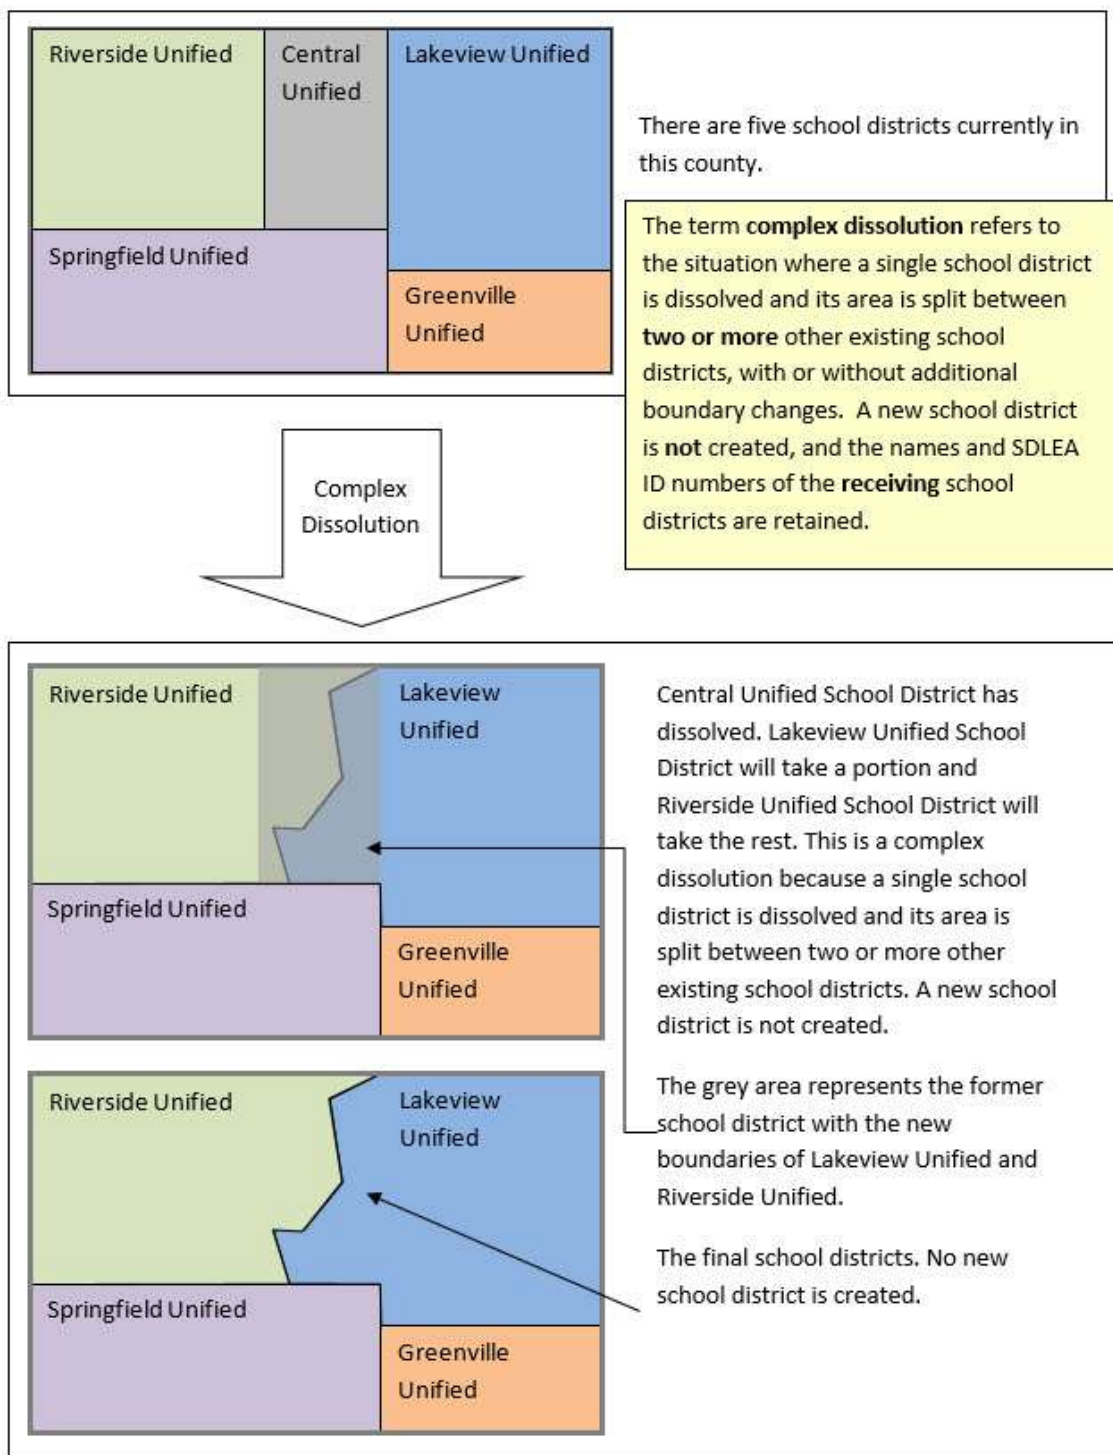 Riverside Unified
Central
Unified
Lakeview Unified
Springfield Unified
Greenville
Unified
There are five school districts currently in
this county.
The term complex dissolution refers to
the situation where a single school district
is dissolved and its area is split between
two or more other existing school
districts, with or without additional
boundary changes. A new school district
is not created, and the names and SDLEA
ID numbers of the receiving school
districts are retained.
Complex
Dissolution
Riverside Unified
Lakeview
Unified
Springfield Unified
Greenville
Unified
Central Unified School District has
dissolved. Lakeview Unified School
District will take a portion and
Riverside Unified School District will
take the rest. This is a complex
dissolution because a single school
district is dissolved and its area is
split between two or more other
existing school districts. A new school
district is not created.
The grey area represents the former
school district with the new
boundaries of Lakeview Unified and
Riverside Unified.
Riverside Unified
Lakeview
Unified
Springfield Unified
Greenville
Unified
The final school districts. No new
school district is created.